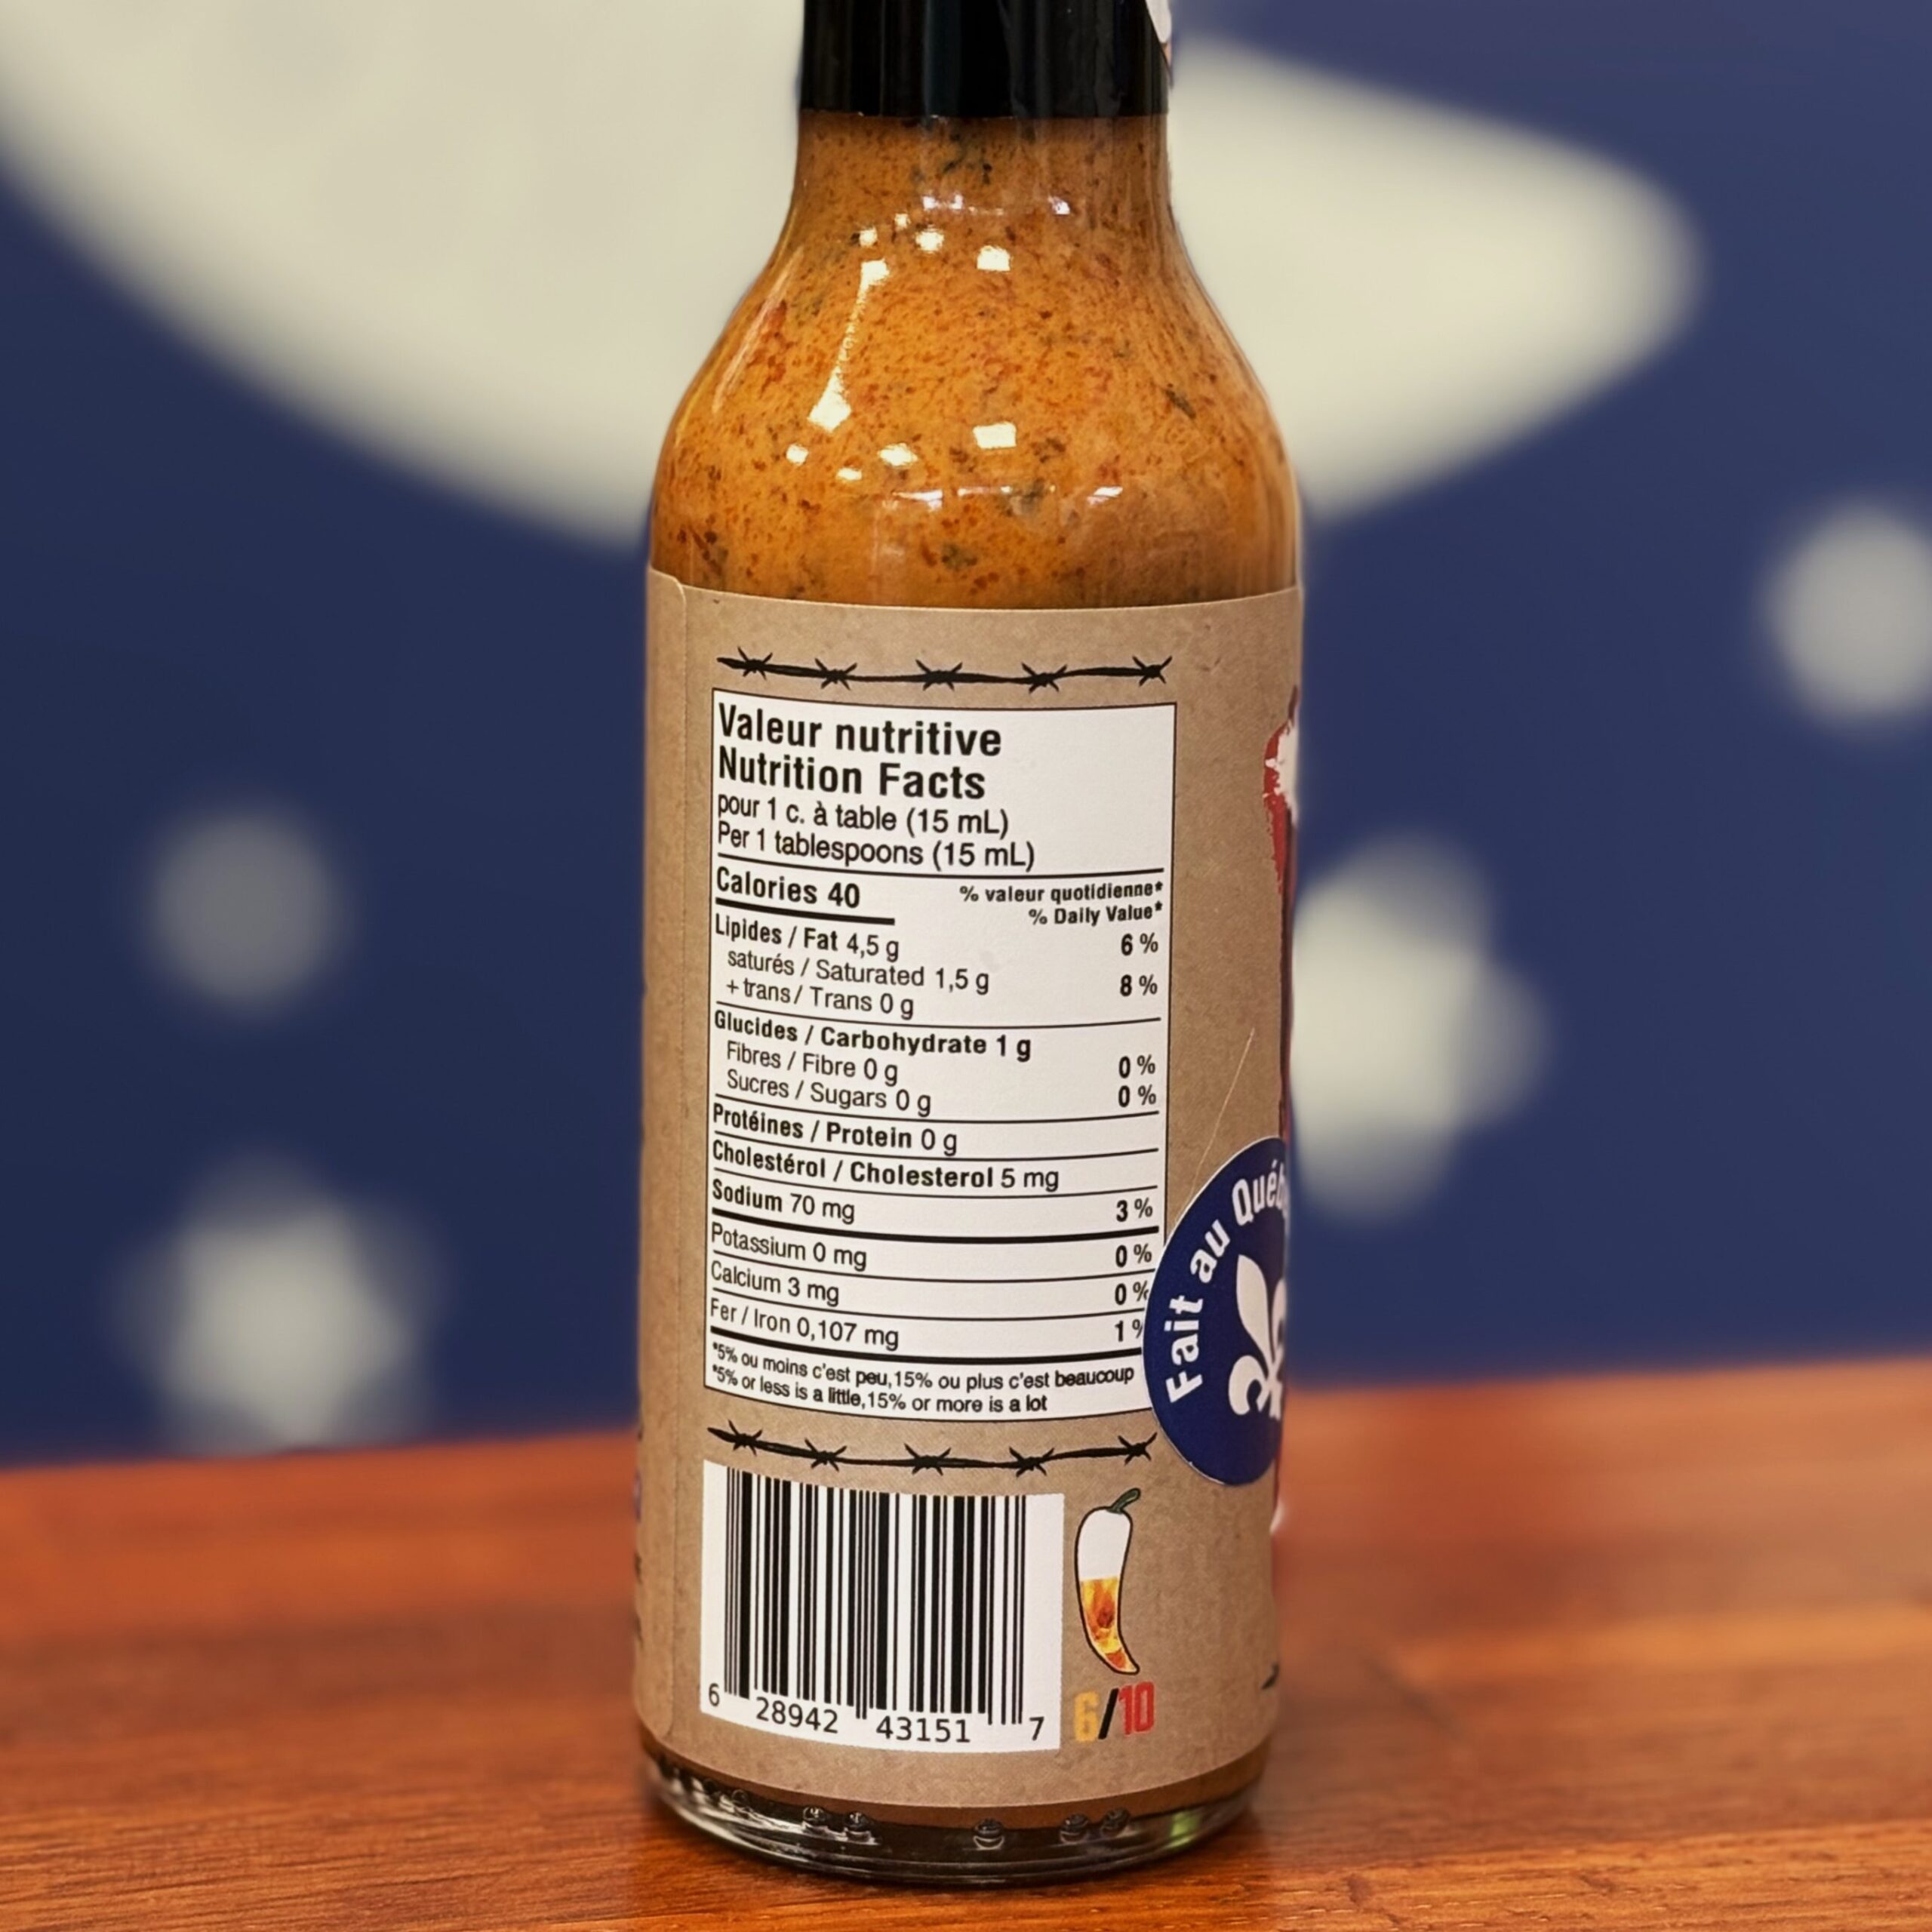 Valeur nutritive
Nutrition Facts
pour 1 c. à table (15 mL)
Per 1 tablespoons (15 mL)
Calories 40
% valeur quotidienne*
% Daily Value*
Lipides / Fat 4,5 g 6 %
saturés / Saturated 1,5 g
+ trans / Trans 0 g 8 %
Glucides / Carbohydrate 1 g
Fibres / Fibre 0 g 0 %
Sucres / Sugars 0 g 0 %
Protéines / Protein 0 g
Cholestérol / Cholesterol 5 mg
Sodium 70 mg 3 %
Potassium 0 mg 0 %
Calcium 3 mg 0 %
Fer / Iron 0,107 mg 1 %
*5% ou moins c'est peu,15% ou plus c'est beaucoup
*5% or less is a little,15% or more is a lot
Fait au
6 28942 43151 7
6/10